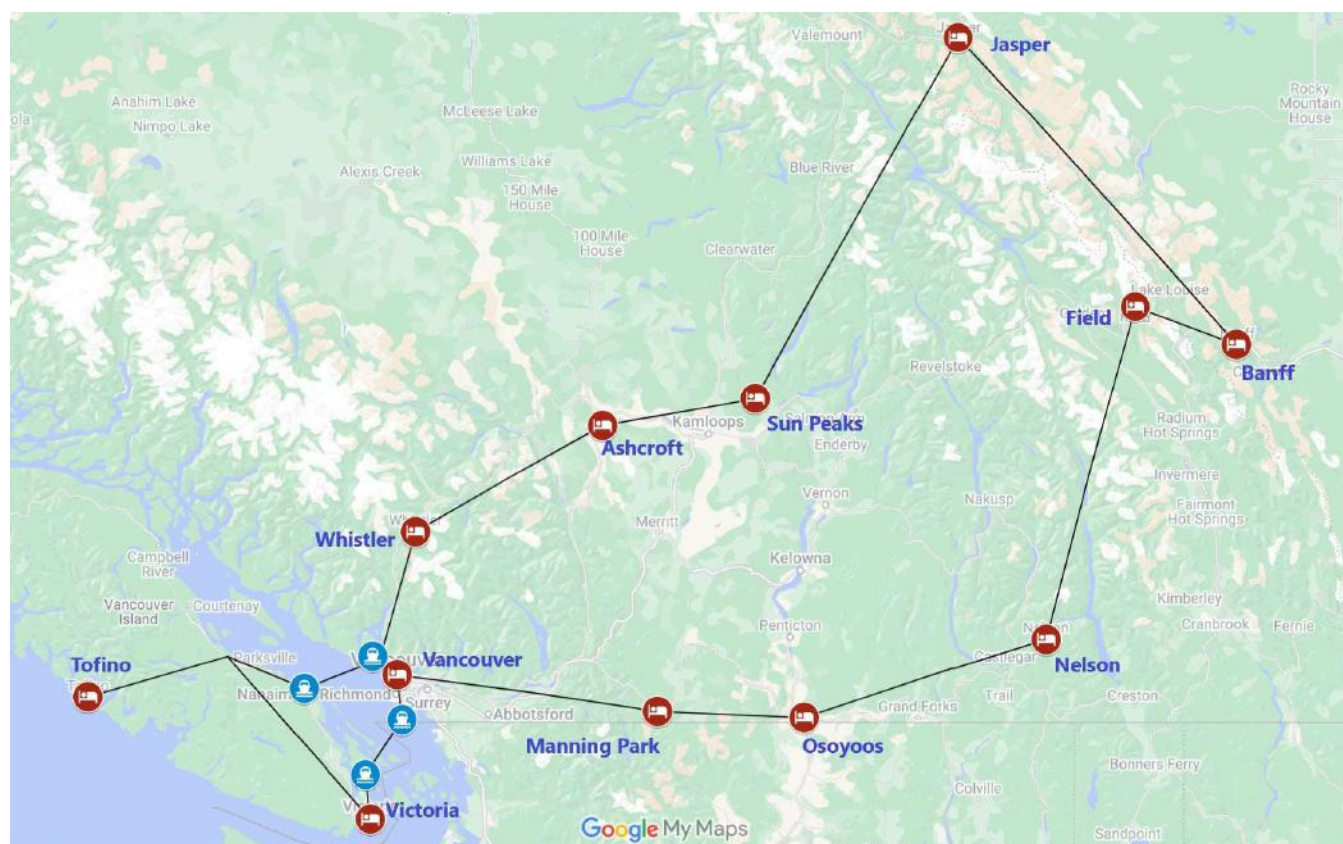 Valemount
Jasper
Rocky
Mountain
House
Anahim Lake
McLeese Lake
Nimpo Lake
Williams Lake
Alexis Creek
Blue River
150 Mile
House
100 Mile
House
Clearwater
Lake Louise
Field
Banff
Revelstoke
Sun Peaks
Kamloops
Salmon Arm
Enderby
Radium
Hot Springs
Ashcroft
Invermere
Vernon
Nakusp
Fairmont
Hot Springs
Merritt
Whistler
Campbell
River
Kelowna
Vancouver
Island
Courtenay
Kimberley
Cranbrook
Fernie
Penticton
Parksville
Tofino
Vancouver
Nelson
Castlegar
Nanaimo
Richmond
Surrey
Abbotsford
Trail
Creston
Grand Forks
Manning Park
Osoyoos
Bonners Ferry
Colville
Victoria
Google My Maps
Sandpoint